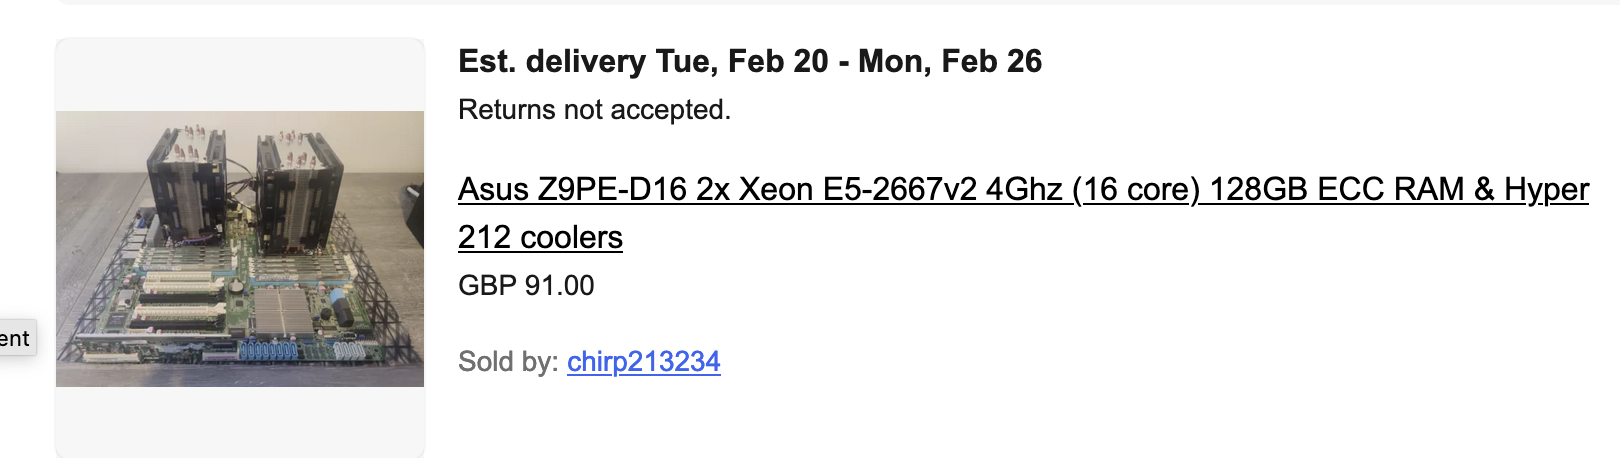 Est. delivery Tue, Feb 20 - Mon, Feb 26
Returns not accepted.
Asus Z9PE-D16 2x Xeon E5-2667v2 4Ghz (16 core) 128GB ECC RAM & Hyper
212 coolers
GBP 91.00
ent
Sold by: chirp213234